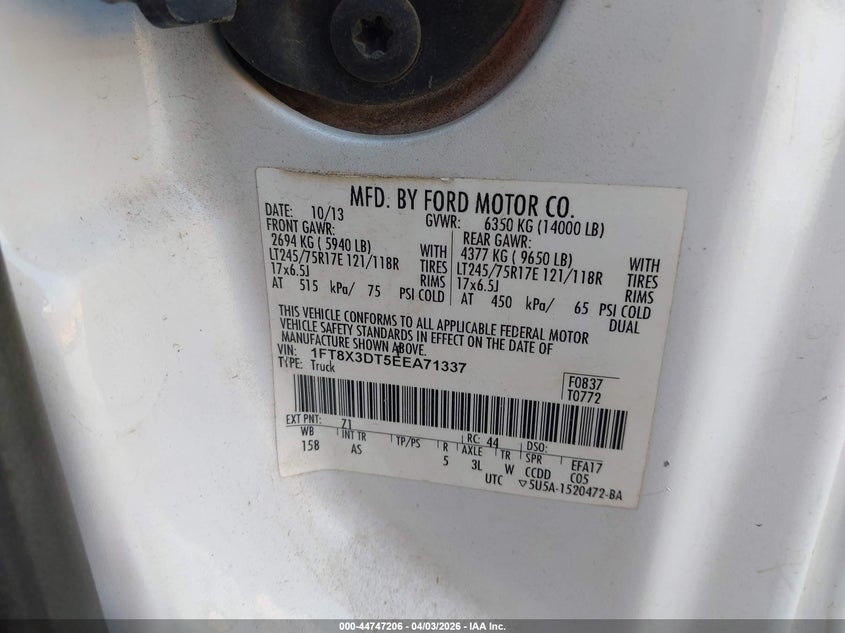 MFD. BY FORD MOTOR CO.
DATE: 10/13 GVWR: 6350 KG (14000 LB)
FRONT GAWR: REAR GAWR:
2694 KG ( 5940 LB) WITH 4377 KG ( 9650 LB) WITH
LT245/75R17E 121/118R TIRES LT245/75R17E 121/118R TIRES
17x6.5J RIMS 17x6.5J RIMS
AT 515 kPa/ 75 PSI COLD AT 450 kPa/ 65 PSI COLD
DUAL
THIS VEHICLE CONFORMS TO ALL APPLICABLE FEDERAL MOTOR
VEHICLE SAFETY STANDARDS IN EFFECT ON THE DATE OF
MANUFACTURE SHOWN ABOVE.
VIN: 1FT8X3DT5EEA71337
TYPE: Truck
F0837
T0772
EXT PNT: Z1 RC: 44 DSO:
WB INT TR TP/PS R AXLE TR SPR EFA17
158 AS 5 3L W CCDD C05
UTC ▽5U5A-1520472-BA
000-44747206 - 04/03/2026 - IAA Inc.